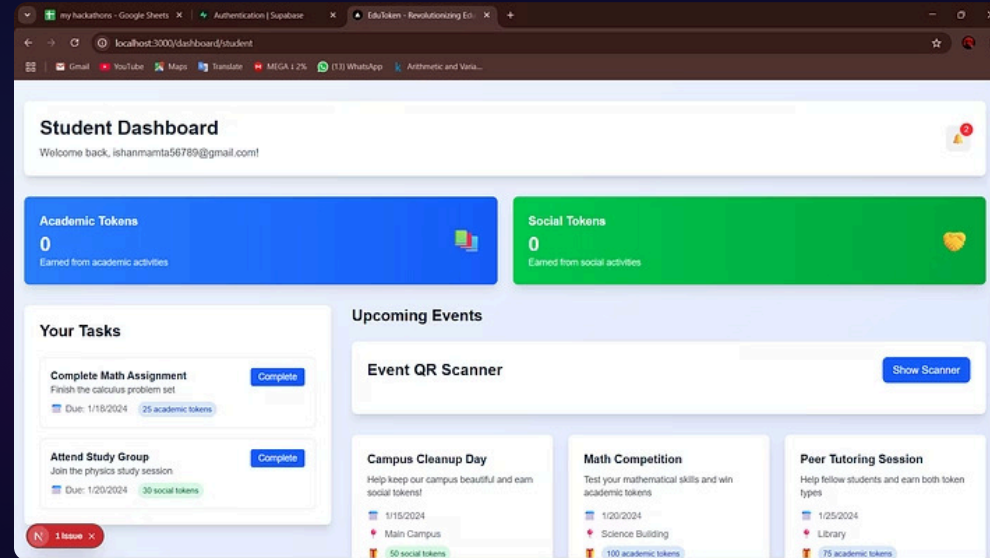 my hackathons - Google Sheets
Authentication | Supabase
EduToken - Revolutionizing Ed
localhost:3000/dashboard/student
Gmail
YouTube
Maps
Translate
MEGA
(13) WhatsApp
Arithmetic and Varia...
Student Dashboard
2
Welcome back, ishanmamta56789@gmail.com!
Academic Tokens
0
Earned from academic activities
Social Tokens
0
Earned from social activities
Your Tasks
Complete Math Assignment
Complete
Finish the calculus problem set
Due: 1/18/2024
25 academic tokens
Attend Study Group
Complete
Join the physics study session
Due: 1/20/2024
30 social tokens
N
1 Issue
Upcoming Events
Event QR Scanner
Show Scanner
Campus Cleanup Day
Help keep our campus beautiful and earn
social tokens!
1/15/2024
Main Campus
50 social tokens
Math Competition
Test your mathematical skills and win
academic tokens
1/20/2024
Science Building
100 academic tokens
Peer Tutoring Session
Help fellow students and earn both token
types
1/25/2024
Library
75 academic tokens